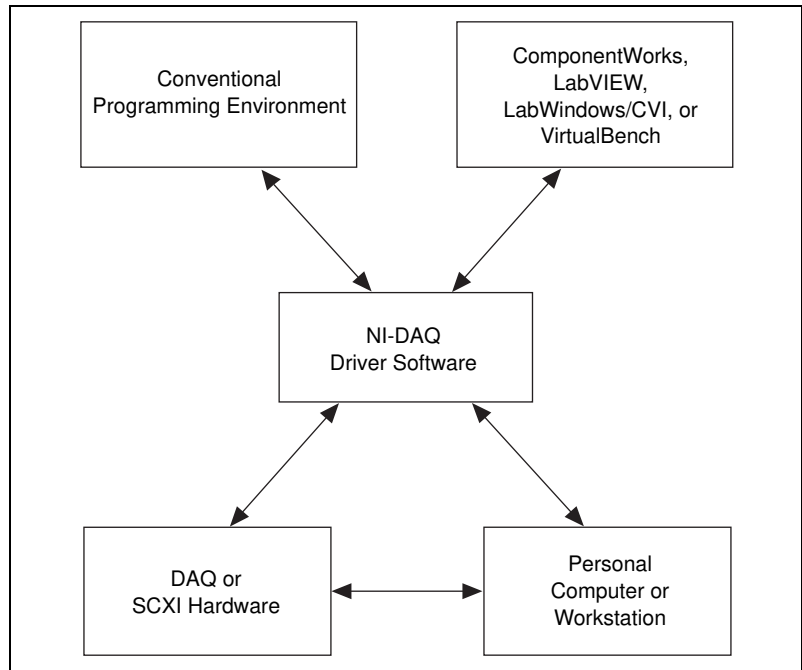 Conventional
Programming Environment
ComponentWorks,
LabVIEW,
LabWindows/CVI, or
VirtualBench
NI-DAQ
Driver Software
DAQ or
SCXI Hardware
Personal
Computer or
Workstation